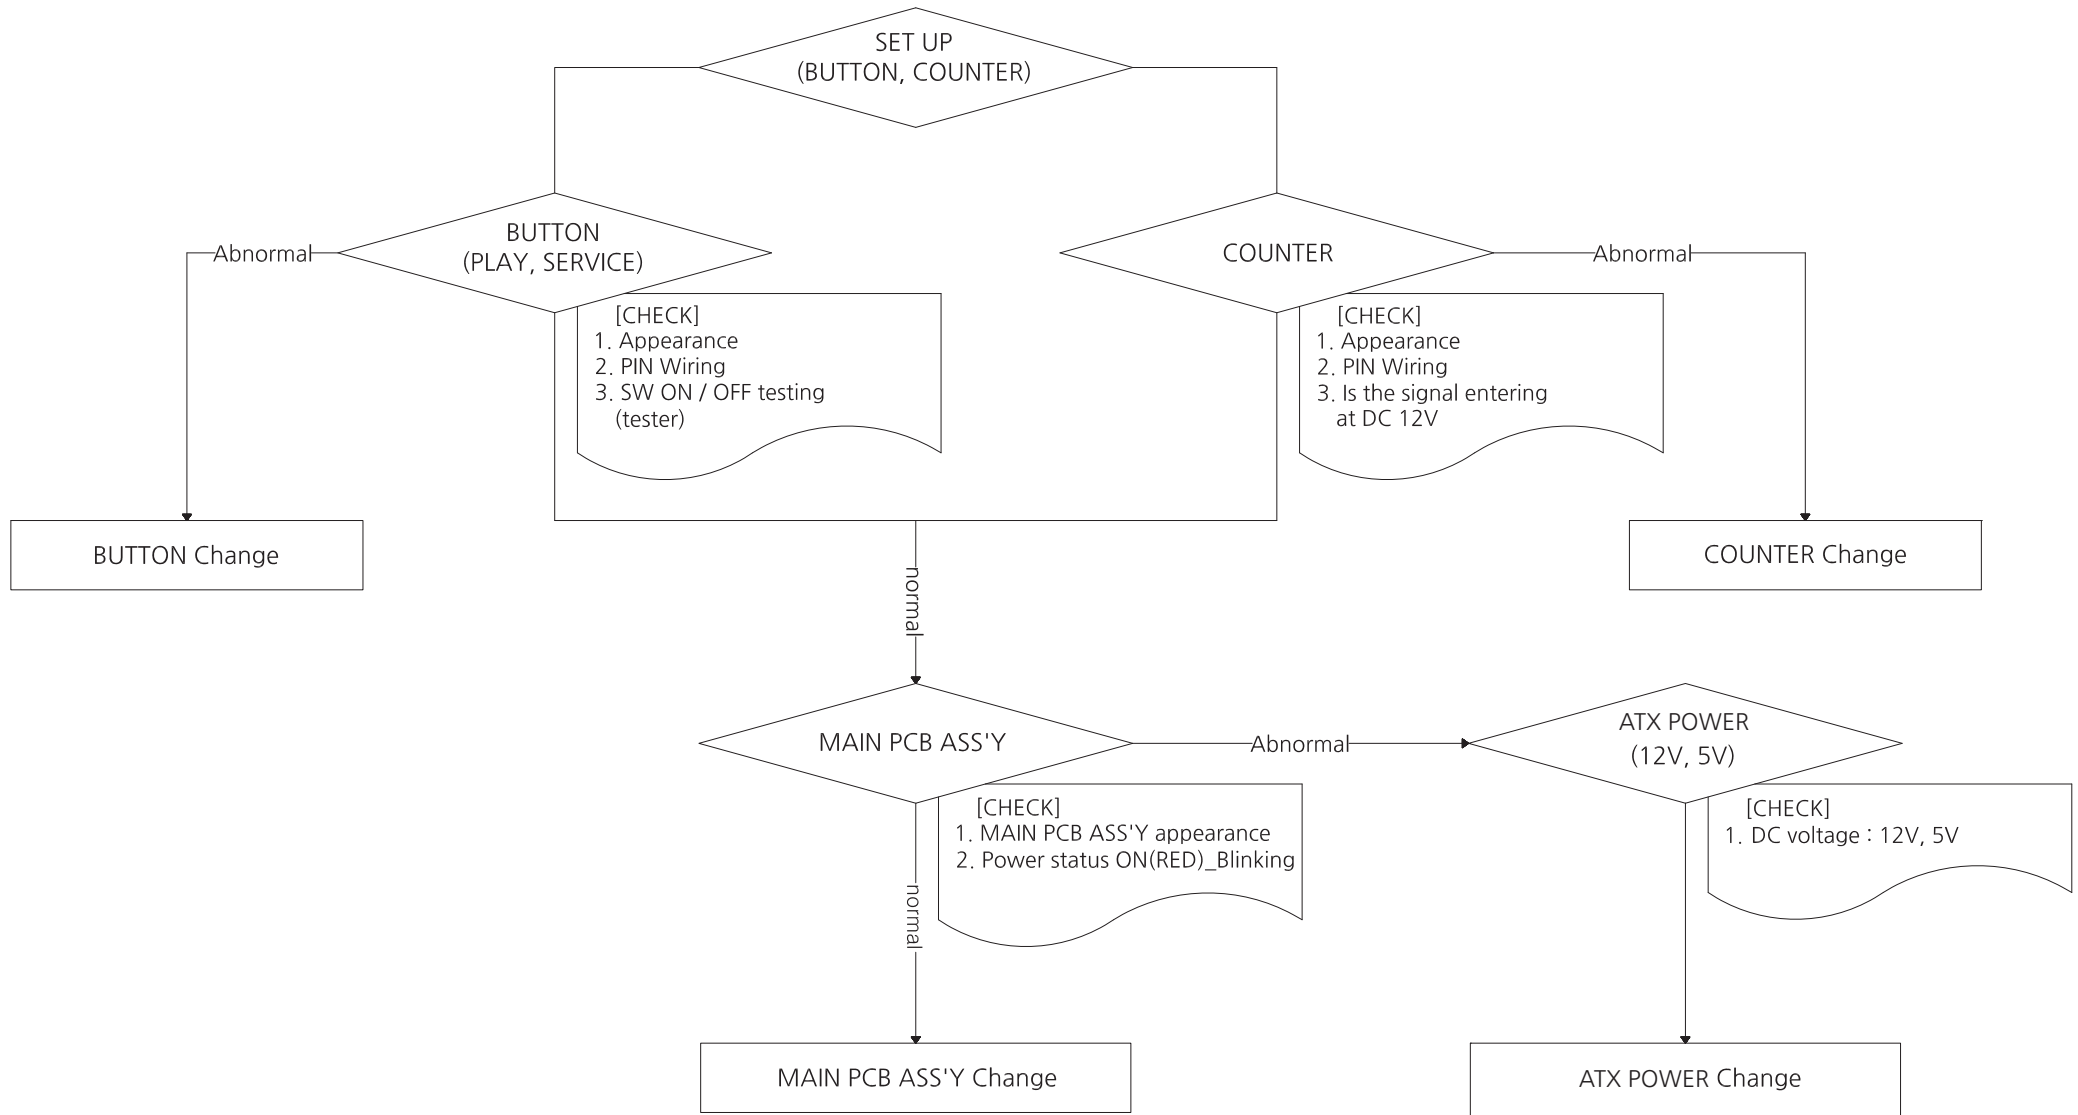 SET UP
(BUTTON, COUNTER)
BUTTON
(PLAY, SERVICE)
Abnormal
COUNTER
Abnormal
[CHECK]
1. Appearance
2. PIN Wiring
3. SW ON / OFF testing
(tester)
[CHECK]
1. Appearance
2. PIN Wiring
3. Is the signal entering
at DC 12V
BUTTON Change
COUNTER Change
normal
MAIN PCB ASS'Y
Abnormal
ATX POWER
(12V, 5V)
[CHECK]
1. MAIN PCB ASS'Y appearance
2. Power status ON(RED)_Blinking
[CHECK]
1. DC voltage : 12V, 5V
normal
MAIN PCB ASS'Y Change
ATX POWER Change